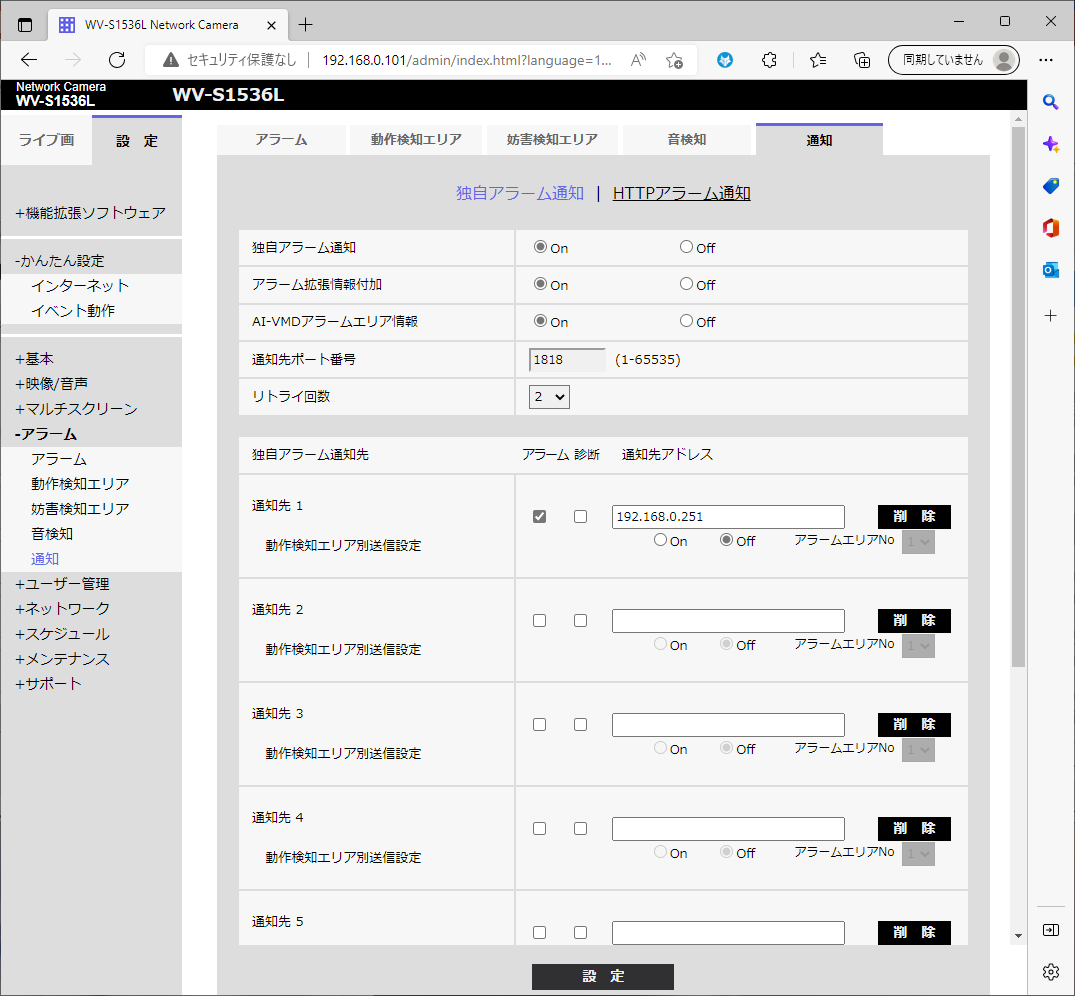 WV-S1536L Network Camera
セキュリティ保護なし
192.168.0.101/admin/index.html?language=1...
同期していません
Network Camera
WV-S1536L
WV-S1536L
ライブ画
設 定
アラーム
動作検知エリア
妨害検知エリア
音検知
通知
+機能拡張ソフトウェア
-かんたん設定
インターネット
イベント動作
+基本
+映像/音声
+マルチスクリーン
-アラーム
アラーム
動作検知エリア
妨害検知エリア
音検知
通知
+ユーザー管理
+ネットワーク
+スケジュール
+メンテナンス
+サポート
独自アラーム通知 | HTTPアラーム通知
独自アラーム通知 On Off
アラーム拡張情報付加 On Off
AI-VMDアラームエリア情報 On Off
通知先ポート番号 1818 (1-65535)
リトライ回数 2
独自アラーム通知先 アラーム 診断 通知先アドレス
通知先 1 192.168.0.251 削 除
動作検知エリア別送信設定 On Off アラームエリアNo 1
通知先 2 削 除
動作検知エリア別送信設定 On Off アラームエリアNo 1
通知先 3 削 除
動作検知エリア別送信設定 On Off アラームエリアNo 1
通知先 4 削 除
動作検知エリア別送信設定 On Off アラームエリアNo 1
通知先 5 削 除
設 定